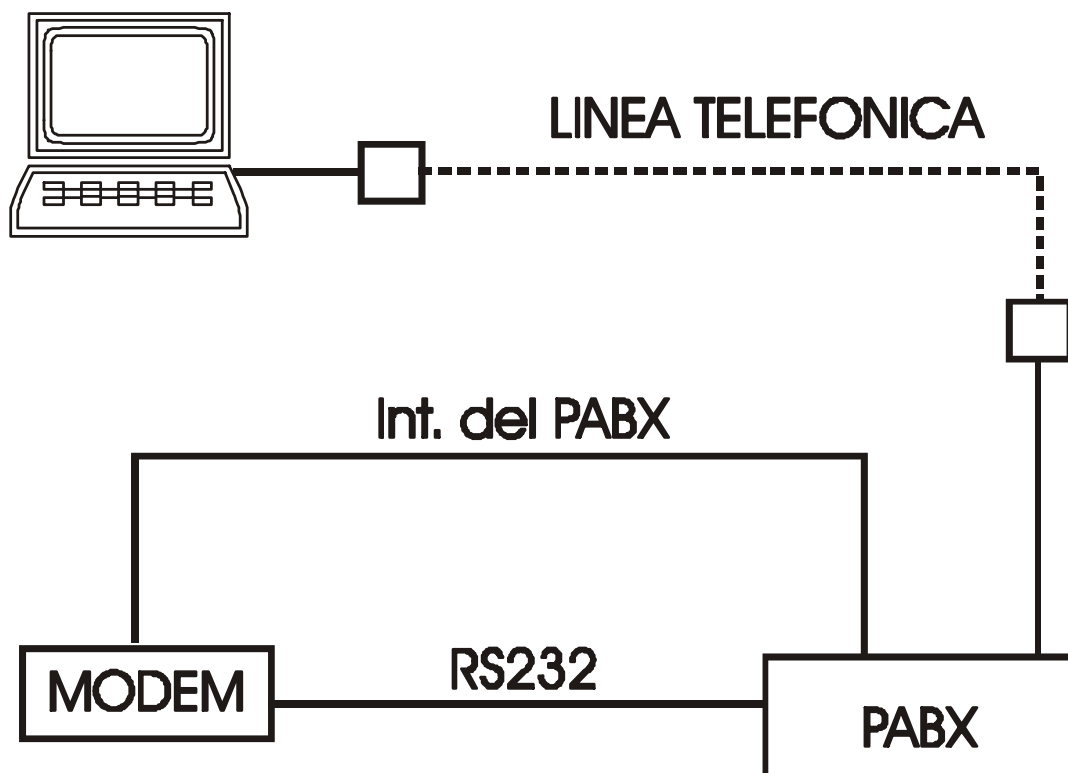 LINEA TELEFONICA
Int. del PABX
RS232
MODEM
PABX